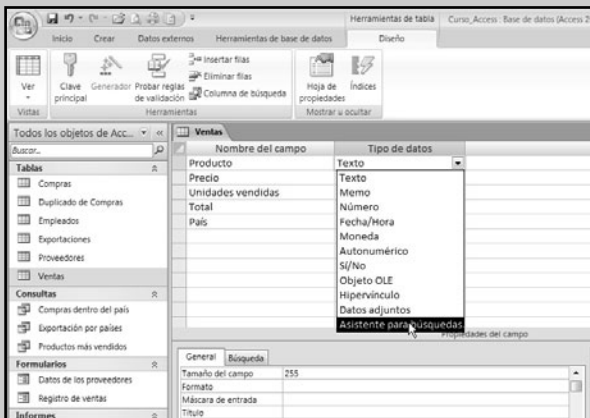 Herramientas de tabla
Curso_Access : Base de datos (Access 2
Inicio
Crear
Datos externos
Herramientas de base de datos
Diseño
Ver
Clave principal
Generador
Probar reglas de validación
Insertar filas
Eliminar filas
Columna de búsqueda
Hoja de propiedades
Índices
Vistas
Herramientas
Mostrar u ocultar
Todos los objetos de Acc...
Buscar...
Tablas
Compras
Duplicado de Compras
Empleados
Exportaciones
Proveedores
Ventas
Consultas
Compras dentro del país
Exportación por países
Productos más vendidos
Formularios
Datos de los proveedores
Registro de ventas
Informes
Ventas
Nombre del campo
Tipo de datos
Producto
Texto
Precio
Unidades vendidas
Total
País
Texto
Memo
Número
Fecha/Hora
Moneda
Autonumérico
Sí/No
Objeto OLE
Hipervínculo
Datos adjuntos
Asistente para búsquedas
Propiedades del campo
General
Búsqueda
Tamaño del campo
255
Formato
Máscara de entrada
Título